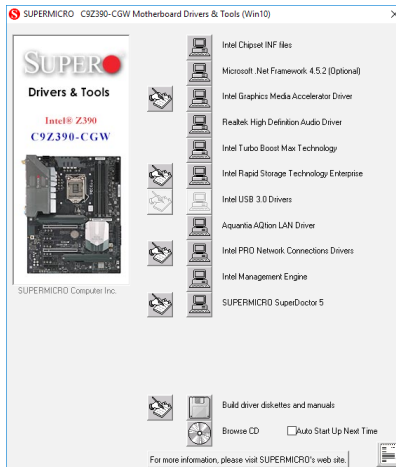 SUPERMICRO C9Z390-CGW Motherboard Drivers & Tools (Win10)
SUPERO
Drivers & Tools
Intel® Z390
C9Z390-CGW
SUPERMICRO Computer Inc.
Intel Chipset INF files
Microsoft .Net Framework 4.5.2 (Optional)
Intel Graphics Media Accelerator Driver
Realtek High Definition Audio Driver
Intel Turbo Boost Max Technology
Intel Rapid Storage Technology Enterprise
Intel USB 3.0 Drivers
Aquantia AQtion LAN Driver
Intel PRO Network Connections Drivers
Intel Management Engine
SUPERMICRO SuperDoctor 5
Build driver diskettes and manuals
Browse CD
Auto Start Up Next Time
For more information, please visit SUPERMICRO's web site.